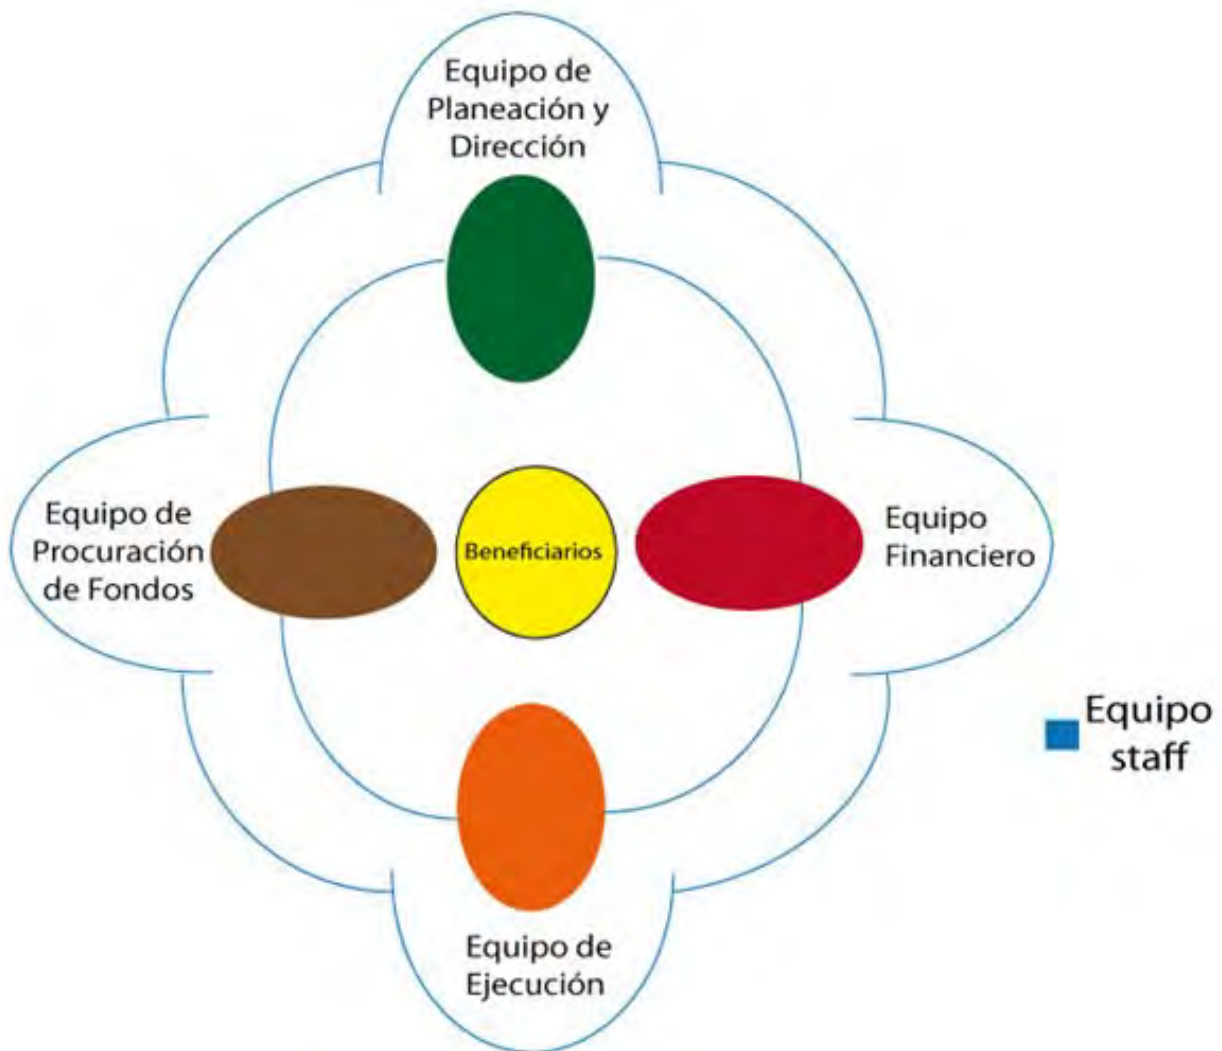 Equipo de
Planeación y
Dirección
Equipo de
Procuración
de Fondos
Beneficiarios
Equipo
Financiero
Equipo
staff
Equipo de
Ejecución